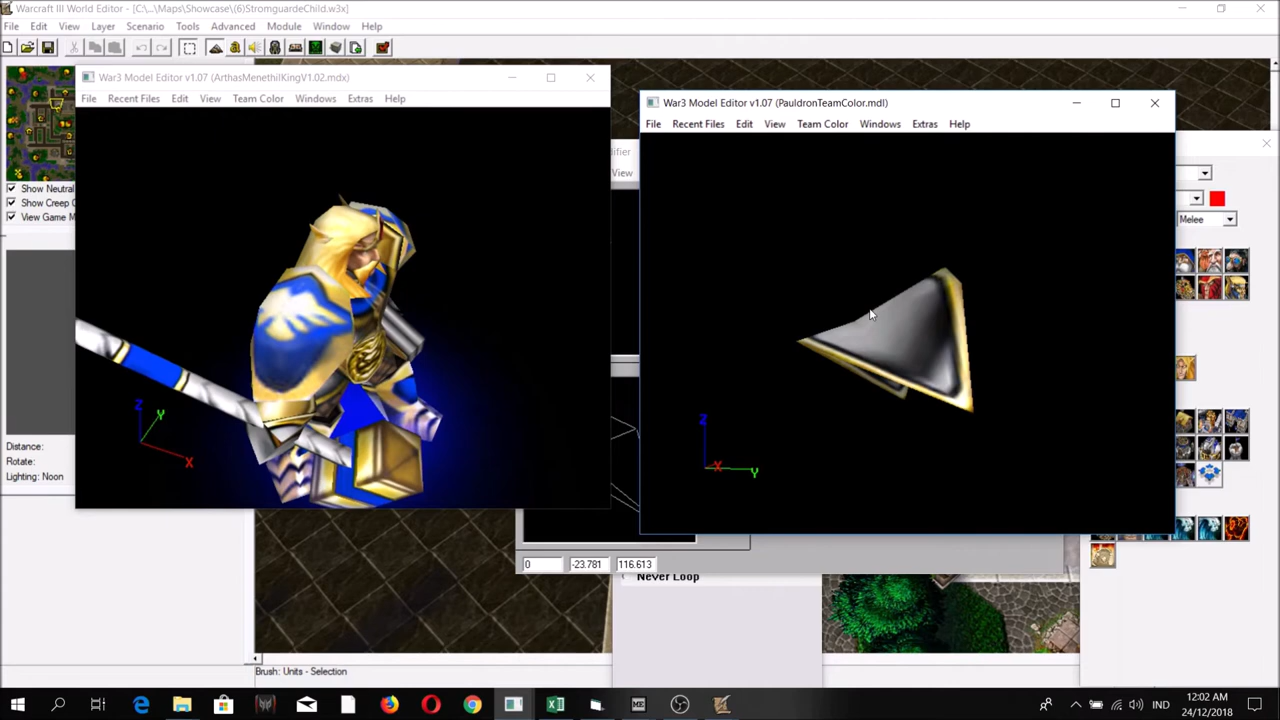 Warcraft III World Editor - [C:\...\Maps\Showcase\(6)StromguardeChild.w3x]
File Edit View Layer Scenario Tools Advanced Module Window Help
War3 Model Editor v1.07 (ArthasMenethilKingV1.02.mdx)
File Recent Files Edit View Team Color Windows Extras Help
War3 Model Editor v1.07 (PauldronTeamColor.mdl)
File Recent Files Edit View Team Color Windows Extras Help
View
Show Neutral
Show Creep
View Game M
Melee
Z
Y
X
Z
X
Y
Distance:
Rotate:
Lighting: Noon
0 -23.781 116.613
Never Loop
Brush: Units - Selection
ME
IND
12:02 AM
24/12/2018